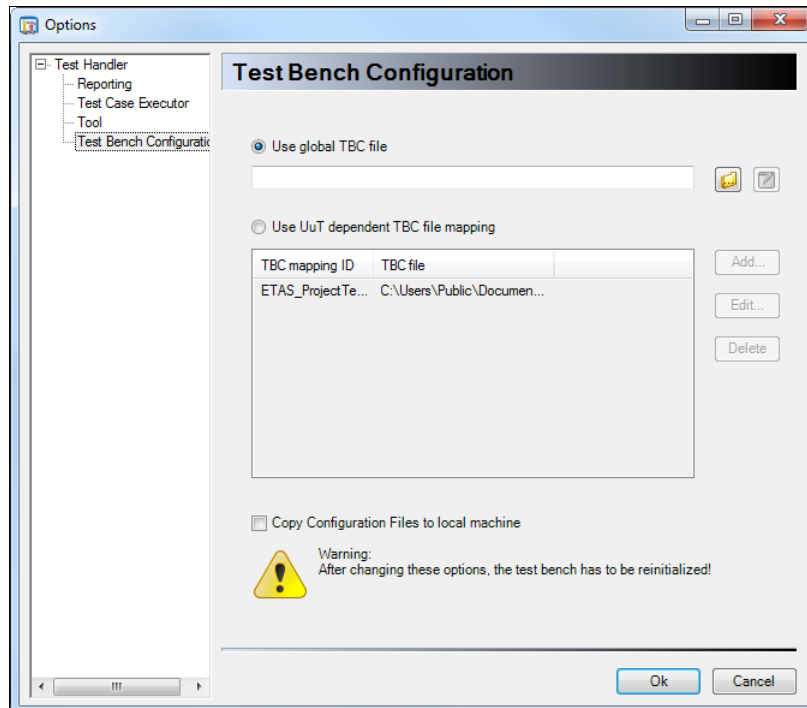 Options
Test Handler
Reporting
Test Case Executor
Tool
Test Bench Configuratic
Test Bench Configuration
Use global TBC file
Use UuT dependent TBC file mapping
TBC mapping ID TBC file
ETAS_ProjectTe... C:\Users\Public\Documen...
Add...
Edit...
Delete
Copy Configuration Files to local machine
Warning:
After changing these options, the test bench has to be reinitialized!
Ok Cancel